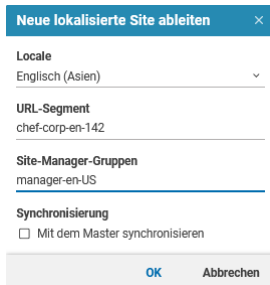 Neue lokalisierte Site ableiten
Locale
Englisch (Asien)
URL-Segment
chef-corp-en-142
Site-Manager-Gruppen
manager-en-US
Synchronisierung
Mit dem Master synchronisieren
OK Abbrechen